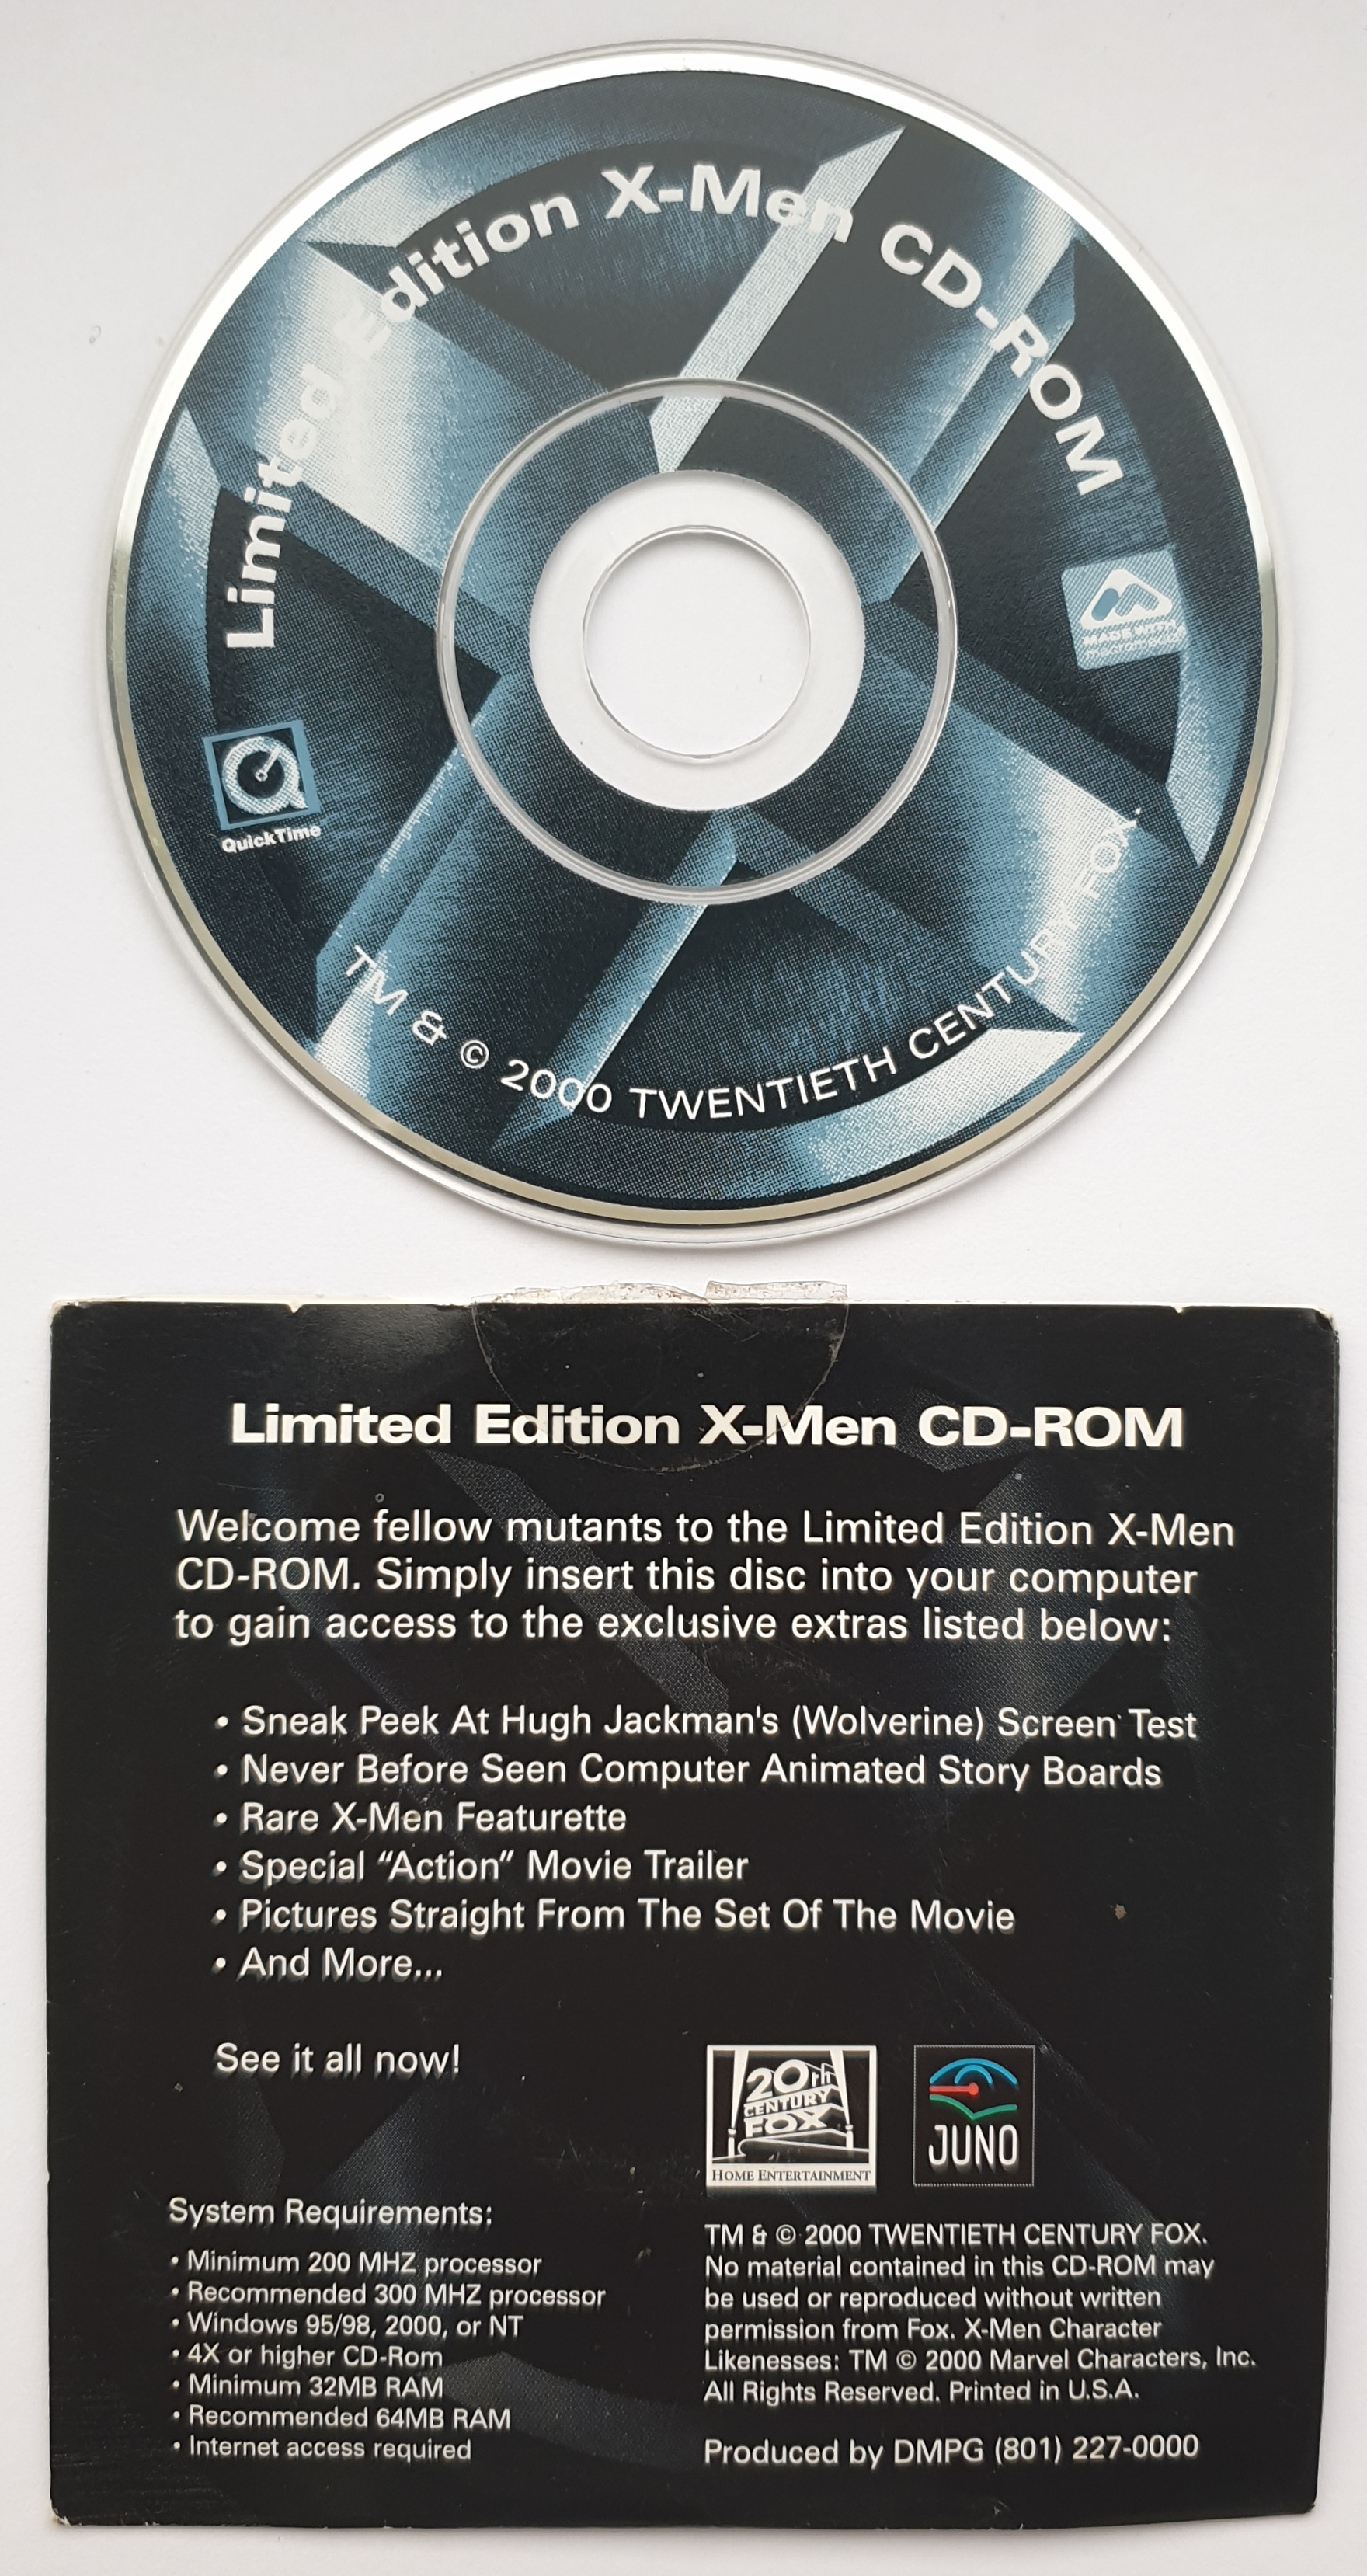 Limited Edition X-Men CD-ROM
MADE WITH
macromedia
QuickTime
TM & © 2000 TWENTIETH CENTURY FOX.
Limited Edition X-Men CD-ROM
Welcome fellow mutants to the Limited Edition X-Men
CD-ROM. Simply insert this disc into your computer
to gain access to the exclusive extras listed below:
• Sneak Peek At Hugh Jackman's (Wolverine) Screen Test
• Never Before Seen Computer Animated Story Boards
• Rare X-Men Featurette
• Special “Action” Movie Trailer
• Pictures Straight From The Set Of The Movie
• And More...
See it all now!
20th
CENTURY
FOX
HOME ENTERTAINMENT
JUNO
System Requirements:
• Minimum 200 MHZ processor
• Recommended 300 MHZ processor
• Windows 95/98, 2000, or NT
• 4X or higher CD-Rom
• Minimum 32MB RAM
• Recommended 64MB RAM
• Internet access required
TM & © 2000 TWENTIETH CENTURY FOX.
No material contained in this CD-ROM may
be used or reproduced without written
permission from Fox. X-Men Character
Likenesses: TM © 2000 Marvel Characters, Inc.
All Rights Reserved. Printed in U.S.A.
Produced by DMPG (801) 227-0000